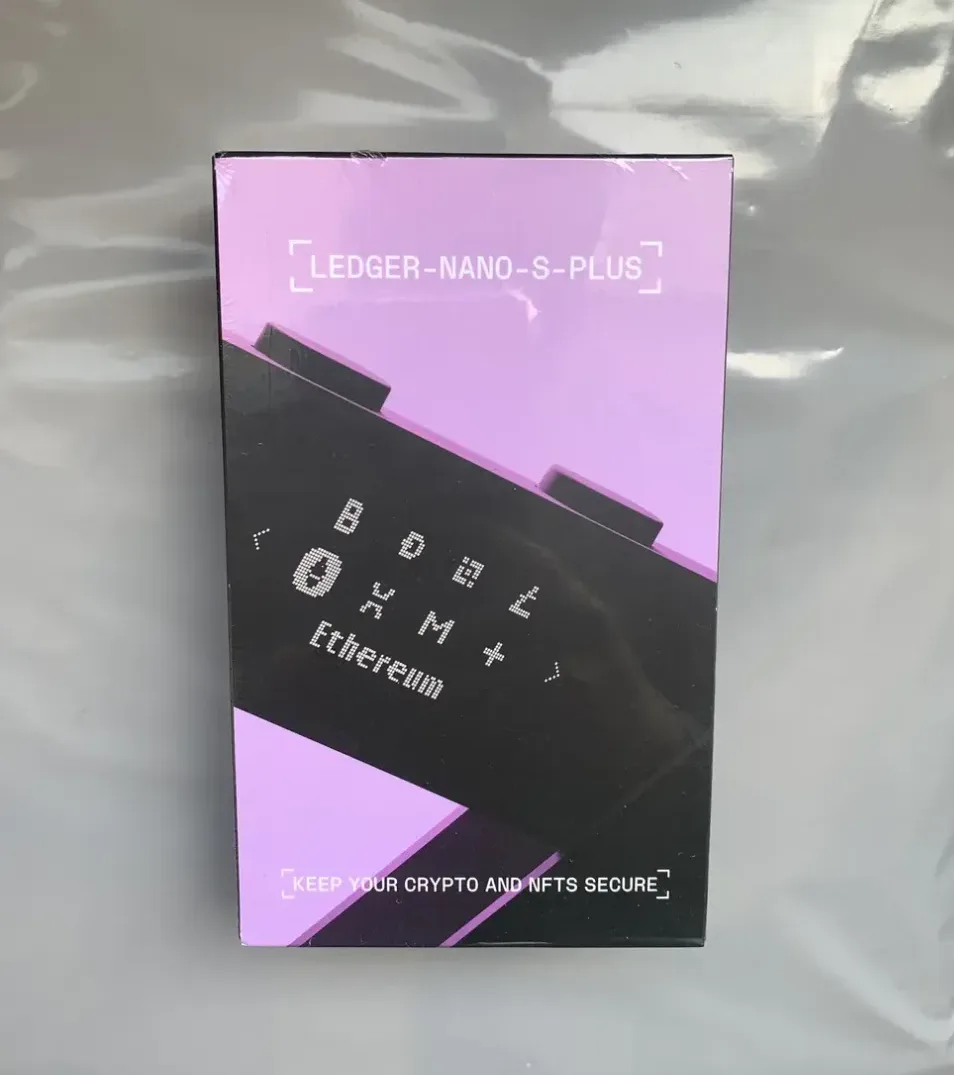 LEDGER-NANO-S-PLUS
B Đ
M +
Ethereum
KEEP YOUR CRYPTO AND NFTS SECURE